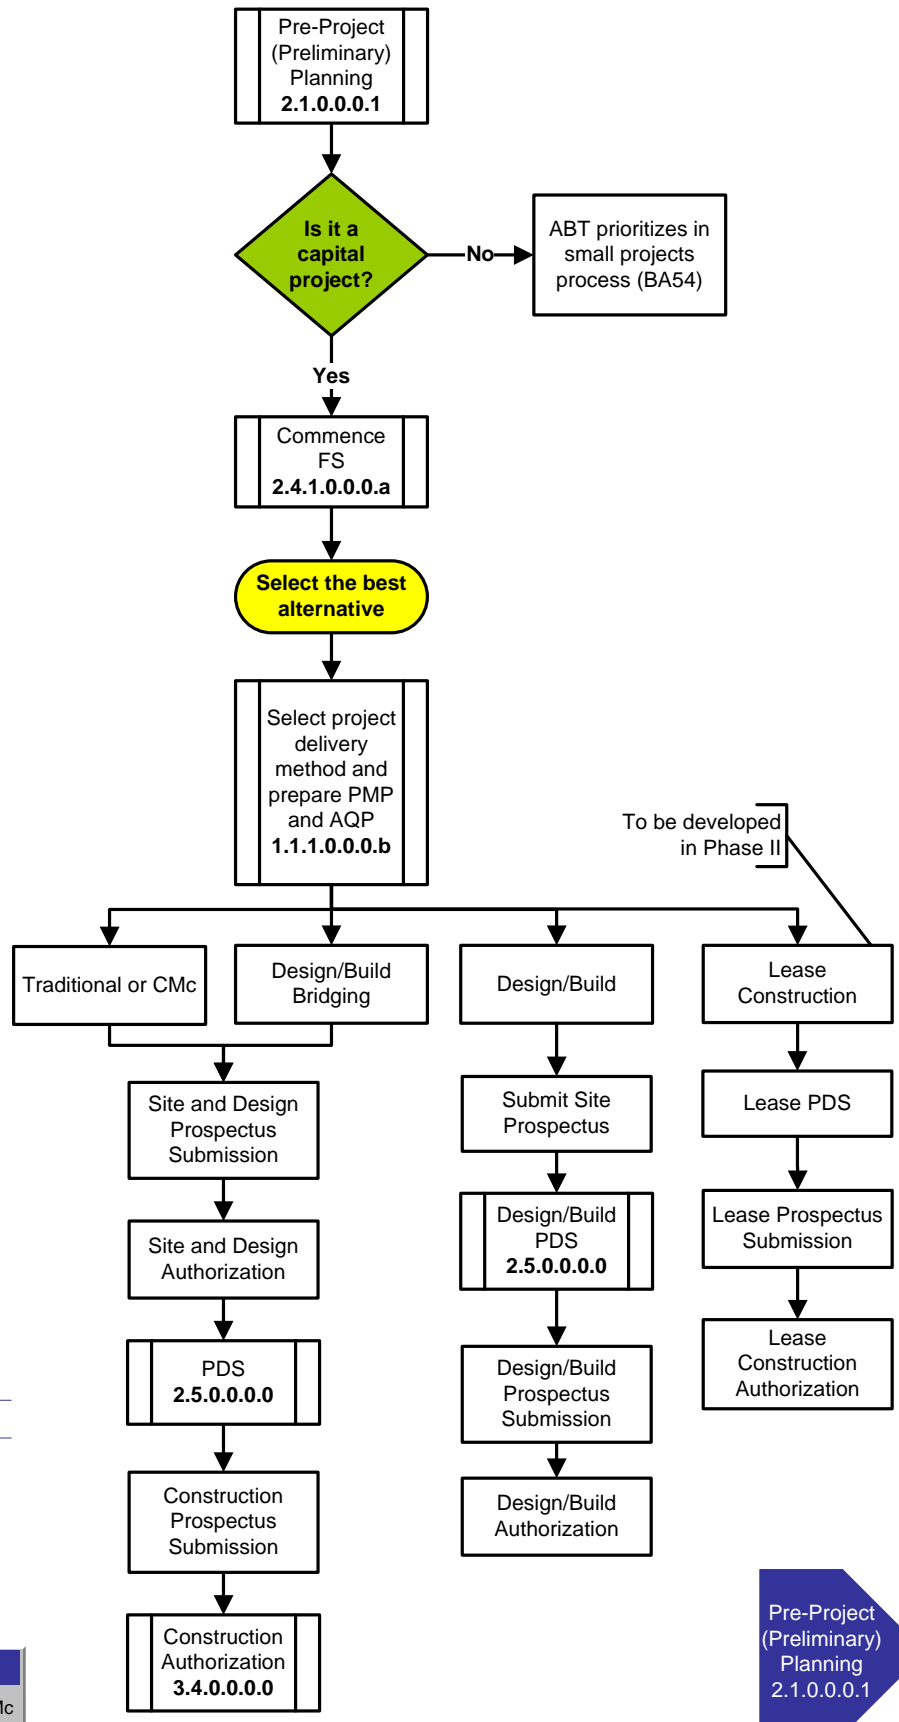 Pre-Project
(Preliminary)
Planning
2.1.0.0.0.1
Is it a
capital
project?
No
ABT prioritizes in
small projects
process (BA54)
Yes
Commence
FS
2.4.1.0.0.0.a
Select the best
alternative
Select project
delivery
method and
prepare PMP
and AQP
1.1.1.0.0.0.b
To be developed
in Phase II
Traditional or CMc
Design/Build
Bridging
Design/Build
Lease
Construction
Site and Design
Prospectus
Submission
Submit Site
Prospectus
Lease PDS
Site and Design
Authorization
Design/Build
PDS
2.5.0.0.0.0
Lease Prospectus
Submission
PDS
2.5.0.0.0.0
Design/Build
Prospectus
Submission
Lease
Construction
Authorization
Construction
Prospectus
Submission
Design/Build
Authorization
Construction
Authorization
3.4.0.0.0.0
Pre-Project
(Preliminary)
Planning
2.1.0.0.0.1